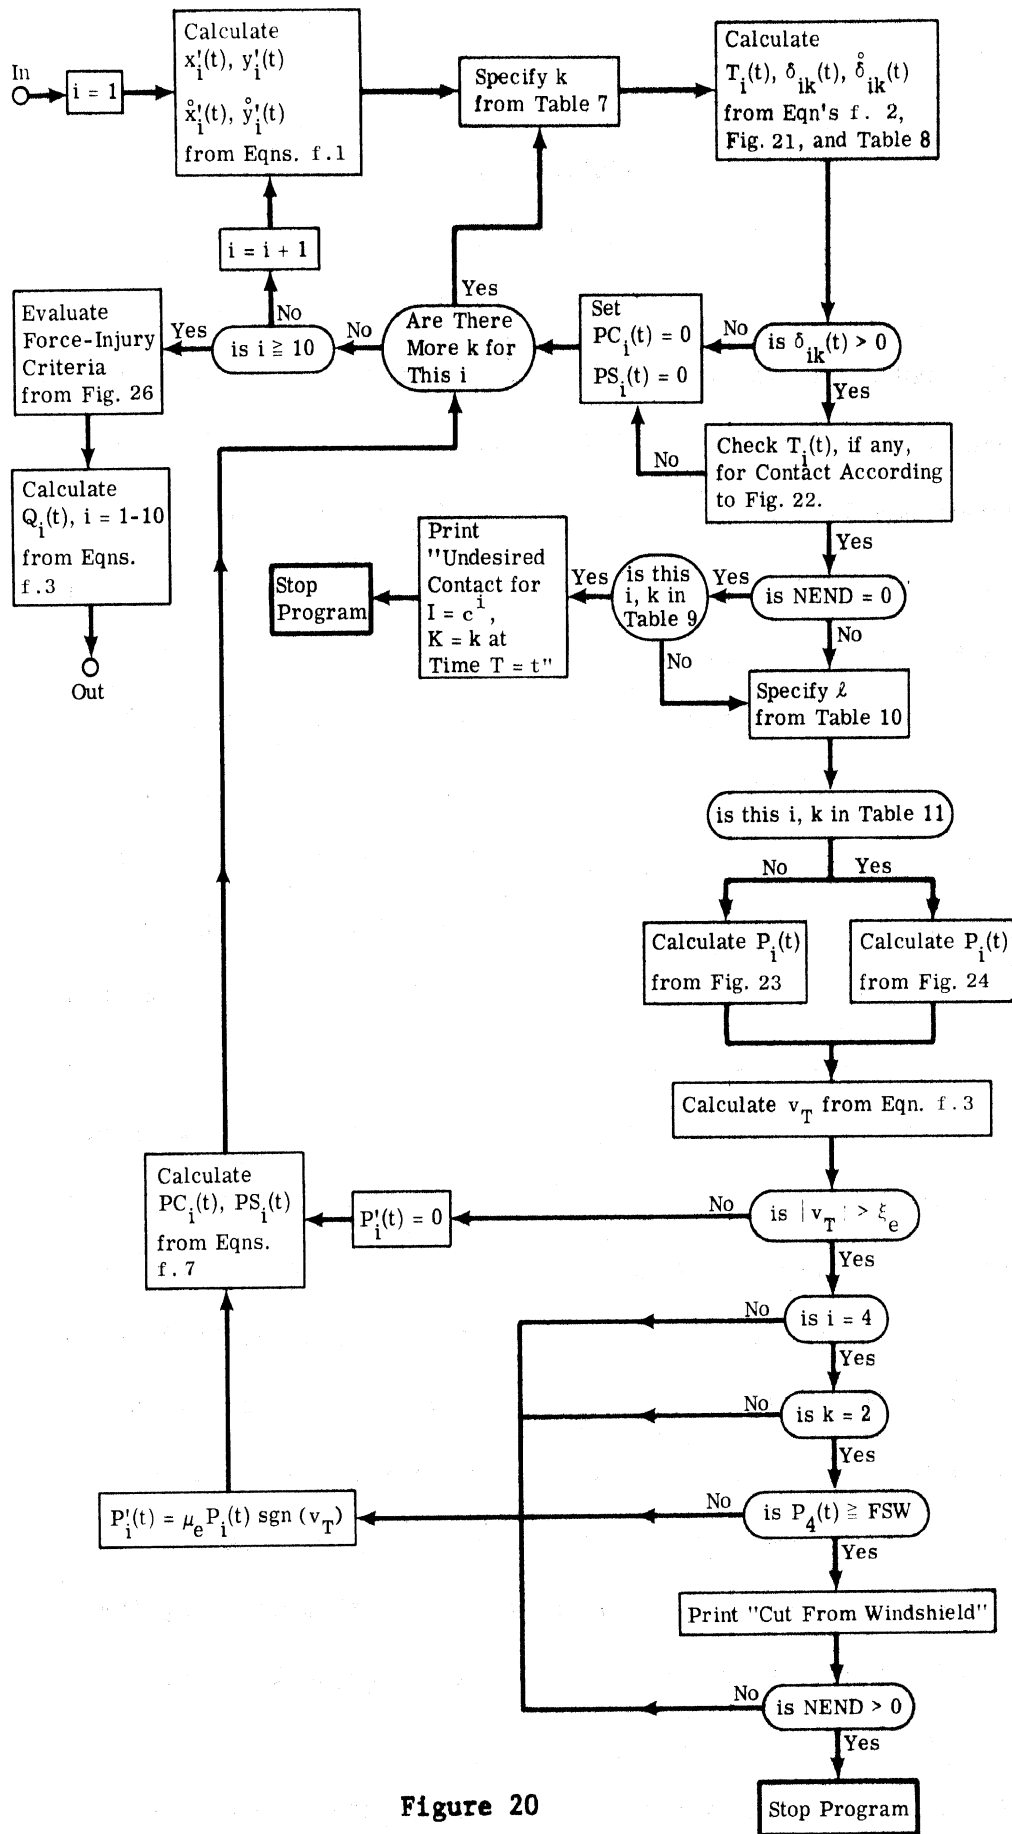 In
i = 1
Calculate
x'i(t), y'i(t)
x̊'i(t), ẙ'i(t)
from Eqns. f.1
Specify k
from Table 7
Calculate
Ti(t), δik(t), δ̊ik(t)
from Eqn's f. 2,
Fig. 21, and Table 8
i = i + 1
Yes
No
Evaluate
Force-Injury
Criteria
from Fig. 26
Yes
is i ≧ 10
No
Are There
More k for
This i
Set
PCi(t) = 0
PSi(t) = 0
No
is δik(t) > 0
Yes
Calculate
Qi(t), i = 1-10
from Eqns.
f.3
Out
No
Check Ti(t), if any,
for Contact According
to Fig. 22.
Yes
Stop
Program
Print
"Undesired
Contact for
I = c^i,
K = k at
Time T = t"
Yes
is this
i, k in
Table 9
Yes
is NEND = 0
No
No
Specify ℓ
from Table 10
is this i, k in Table 11
No
Yes
Calculate Pi(t)
from Fig. 23
Calculate Pi(t)
from Fig. 24
Calculate vT from Eqn. f.3
Calculate
PCi(t), PSi(t)
from Eqns.
f.7
P'i(t) = 0
No
is |vT| > ξe
Yes
No
is i = 4
Yes
No
is k = 2
Yes
P'i(t) = μe Pi(t) sgn (vT)
No
is P4(t) ≧ FSW
Yes
Print "Cut From Windshield"
No
is NEND > 0
Yes
Stop Program
Figure 20